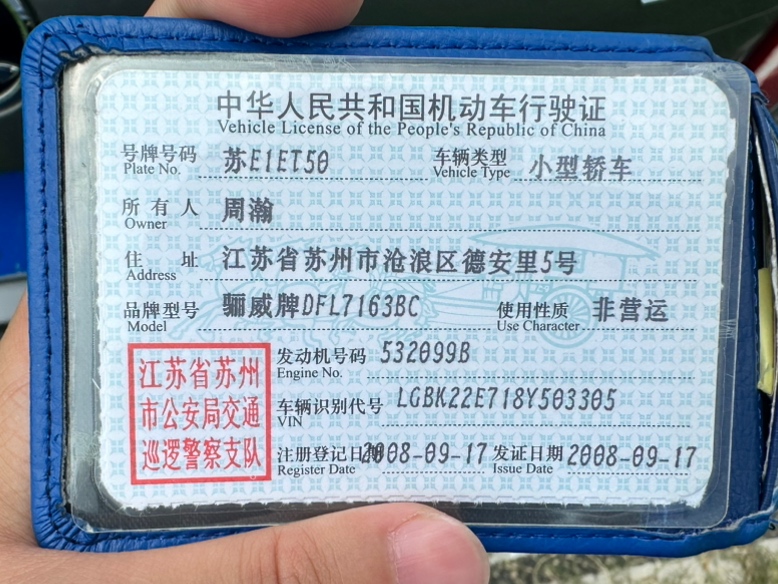 中华人民共和国机动车行驶证
Vehicle License of the People's Republic of China
号牌号码 苏E1ET50 车辆类型 小型轿车
Plate No. Vehicle Type
所有人 周瀚
Owner
住址 江苏省苏州市沧浪区德安里5号
Address
品牌型号 骊威牌DFL7163BC 使用性质 非营运
Model Use Character
江苏省苏州
市公安局交通
巡逻警察支队
发动机号码 532099B
Engine No.
车辆识别代号 LGBK22E718Y503305
VIN
注册登记日期 2008-09-17 发证日期 2008-09-17
Register Date Issue Date